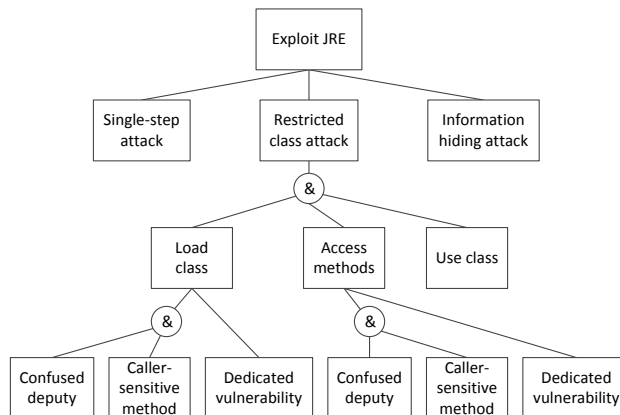 Exploit JRE
Single-step
attack
Restricted
class attack
Information
hiding attack
&
Load
class
Access
methods
Use class
&
&
Confused
deputy
Caller-
sensitive
method
Dedicated
vulnerability
Confused
deputy
Caller-
sensitive
method
Dedicated
vulnerability